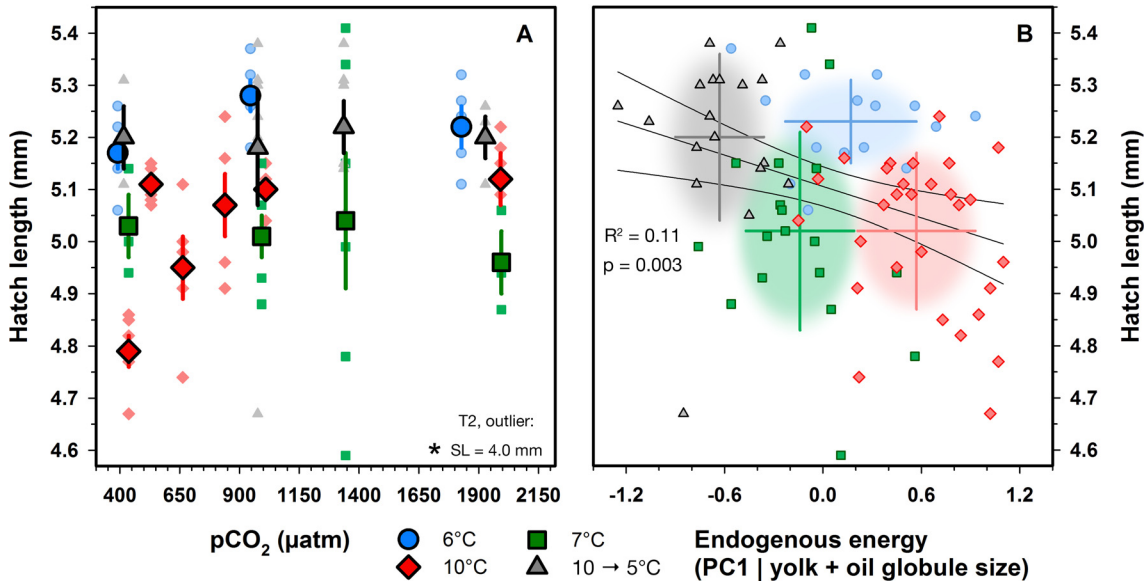 A
B
5.4
5.3
5.2
5.1
5.0
4.9
4.8
4.7
4.6
Hatch length (mm)
T2, outlier:
* SL = 4.0 mm
400 650 900 1150 1400 1650 1900 2150
pCO₂ (µatm)
R² = 0.11
p = 0.003
5.4
5.3
5.2
5.1
5.0
4.9
4.8
4.7
4.6
Hatch length (mm)
-1.2 -0.6 0.0 0.6 1.2
Endogenous energy
(PC1 | yolk + oil globule size)
6°C
7°C
10°C
10 → 5°C